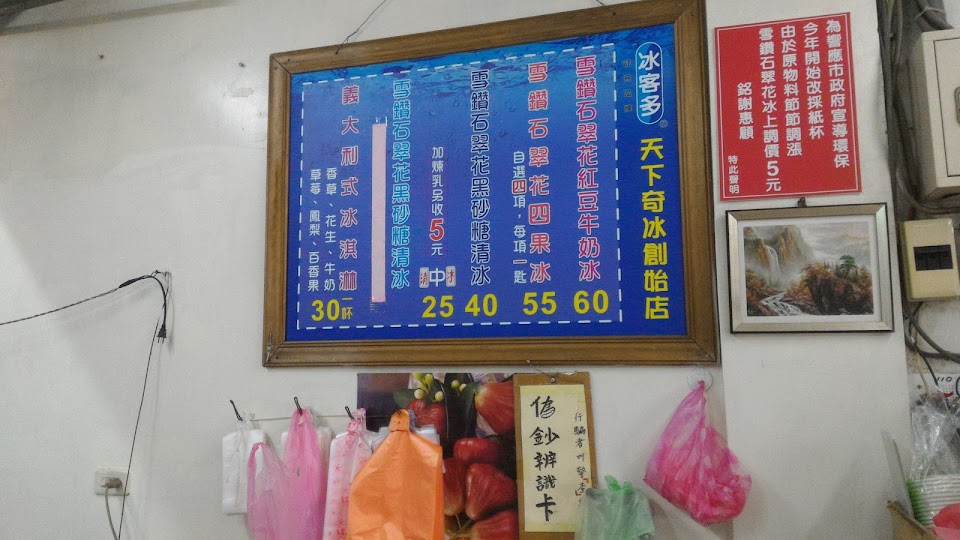 冰客多
天下奇冰創始店
雪鑽石翠花紅豆牛奶冰
60
雪鑽石翠花四果冰
自選四項，每項一匙
55
雪鑽石翠花黑砂糖清冰
40
加煉乳另收5元
中
25
雪鑽石翠花黑砂糖清冰
義大利式冰淇淋
一杯
香草、花生、牛奶
草莓、鳳梨、百香果
30
為響應市政府宣導環保
今年開始改採紙杯
由於原物料節節調漲
雪鑽石翠花冰上調價5元
銘謝惠顧
特此聲明
偽鈔辨識卡